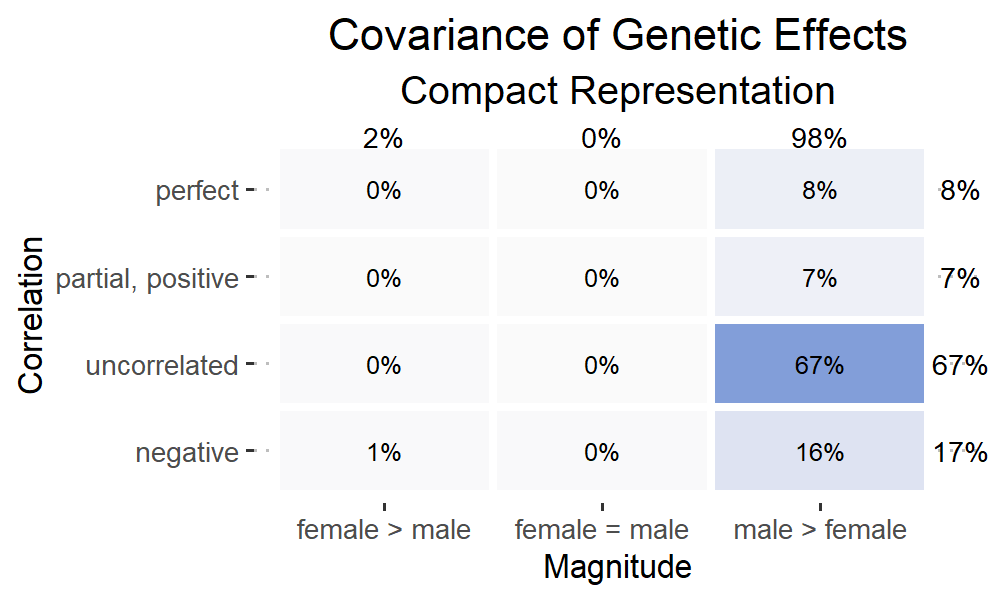 Covariance of Genetic Effects
Compact Representation
2% 0% 98%
perfect 0% 0% 8% 8%
partial, positive 0% 0% 7% 7%
uncorrelated 0% 0% 67% 67%
negative 1% 0% 16% 17%
female > male female = male male > female
Magnitude
Correlation